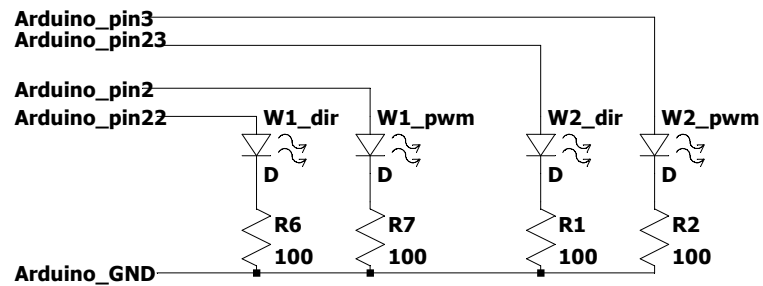 Arduino_pin3
Arduino_pin23
Arduino_pin2
Arduino_pin22
W1_dir
W1_pwm
W2_dir
W2_pwm
D
D
D
D
R6
R7
R1
R2
100
100
100
100
Arduino_GND